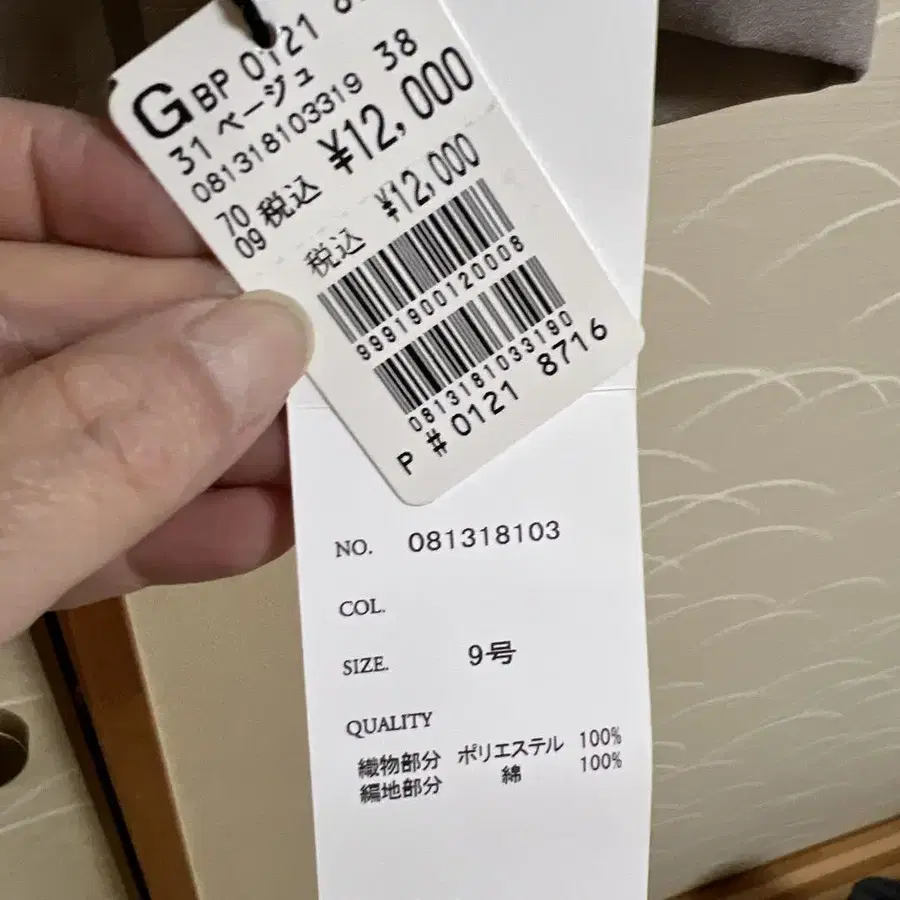 G BP 0121
31 ベージュ 38
081318103319
70 税込 ¥12,000
09
税込 ¥12,000
9991900120008
0813181033190
P # 0121 8716
NO. 081318103
COL.
SIZE. 9号
QUALITY
織物部分 ポリエステル 100%
編地部分 綿 100%